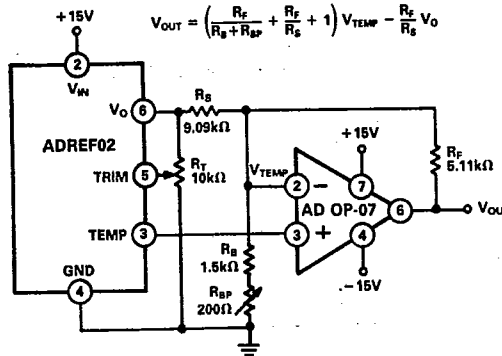 V_OUT = (R_F / (R_B + R_BP) + R_F / R_S + 1) V_TEMP − R_F / R_S V_O
+15V
2
V_IN
V_O
6
R_S
9.09kΩ
ADREF02
TRIM
5
R_T
10kΩ
TEMP
3
GND
4
V_TEMP
+15V
2
−
7
AD OP-07
6
3
+
4
−15V
R_F
5.11kΩ
V_OUT
R_B
1.5kΩ
R_BP
200Ω